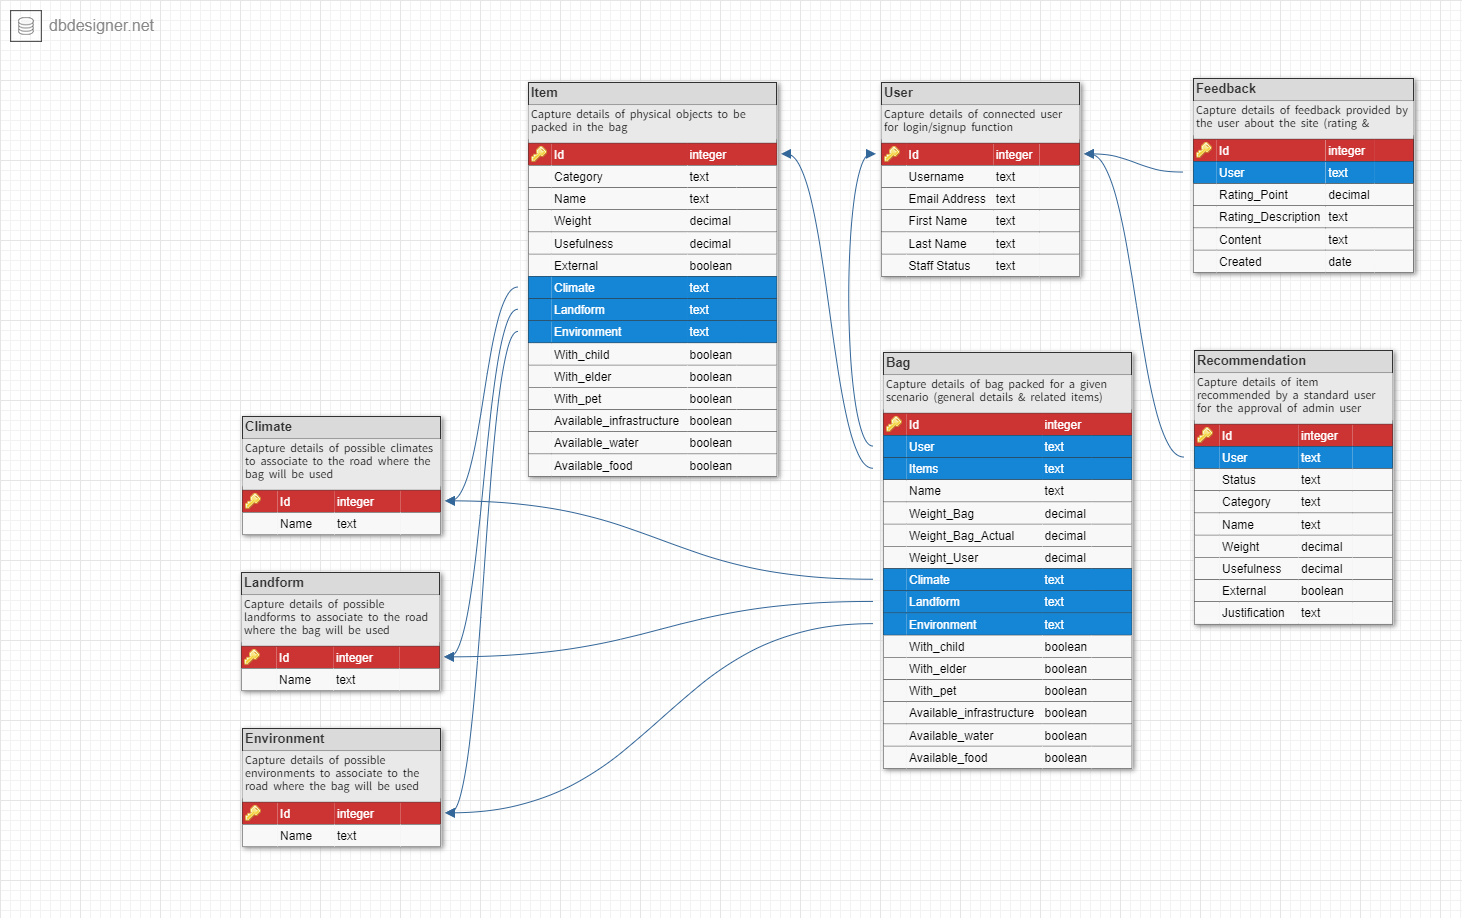 dbdesigner.net
Item
Capture details of physical objects to be
packed in the bag
Id integer
Category text
Name text
Weight decimal
Usefulness decimal
External boolean
Climate text
Landform text
Environment text
With_child boolean
With_elder boolean
With_pet boolean
Available_infrastructure boolean
Available_water boolean
Available_food boolean
User
Capture details of connected user
for login/signup function
Id integer
Username text
Email Address text
First Name text
Last Name text
Staff Status text
Feedback
Capture details of feedback provided by
the user about the site (rating &
Id integer
User text
Rating_Point decimal
Rating_Description text
Content text
Created date
Bag
Capture details of bag packed for a given
scenario (general details & related items)
Id integer
User text
Items text
Name text
Weight_Bag decimal
Weight_Bag_Actual decimal
Weight_User decimal
Climate text
Landform text
Environment text
With_child boolean
With_elder boolean
With_pet boolean
Available_infrastructure boolean
Available_water boolean
Available_food boolean
Recommendation
Capture details of item
recommended by a standard user
for the approval of admin user
Id integer
User text
Status text
Category text
Name text
Weight decimal
Usefulness decimal
External boolean
Justification text
Climate
Capture details of possible climates
to associate to the road where the
bag will be used
Id integer
Name text
Landform
Capture details of possible
landforms to associate to the road
where the bag will be used
Id integer
Name text
Environment
Capture details of possible
environments to associate to the
road where the bag will be used
Id integer
Name text